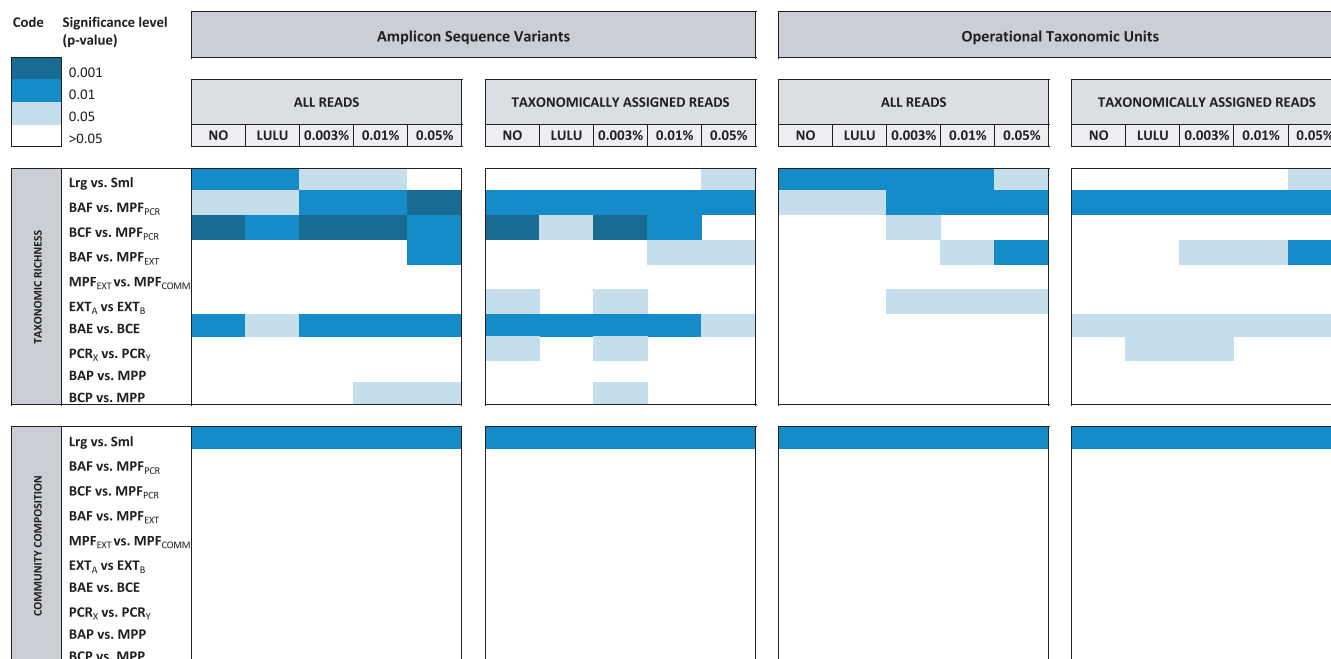 Code Significance level
(p-value)
0.001
0.01
0.05
>0.05
Amplicon Sequence Variants
Operational Taxonomic Units
ALL READS
TAXONOMICALLY ASSIGNED READS
ALL READS
TAXONOMICALLY ASSIGNED READS
NO LULU 0.003% 0.01% 0.05%
NO LULU 0.003% 0.01% 0.05%
NO LULU 0.003% 0.01% 0.05%
NO LULU 0.003% 0.01% 0.05%
TAXONOMIC RICHNESS
Lrg vs. Sml
BAF vs. MPFPCR
BCF vs. MPFPCR
BAF vs. MPFEXT
MPFEXT vs. MPFCOMM
EXTA vs EXTB
BAE vs. BCE
PCRX vs. PCRY
BAP vs. MPP
BCP vs. MPP
COMMUNITY COMPOSITION
Lrg vs. Sml
BAF vs. MPFPCR
BCF vs. MPFPCR
BAF vs. MPFEXT
MPFEXT vs. MPFCOMM
EXTA vs EXTB
BAE vs. BCE
PCRX vs. PCRY
BAP vs. MPP
BCP vs. MPP